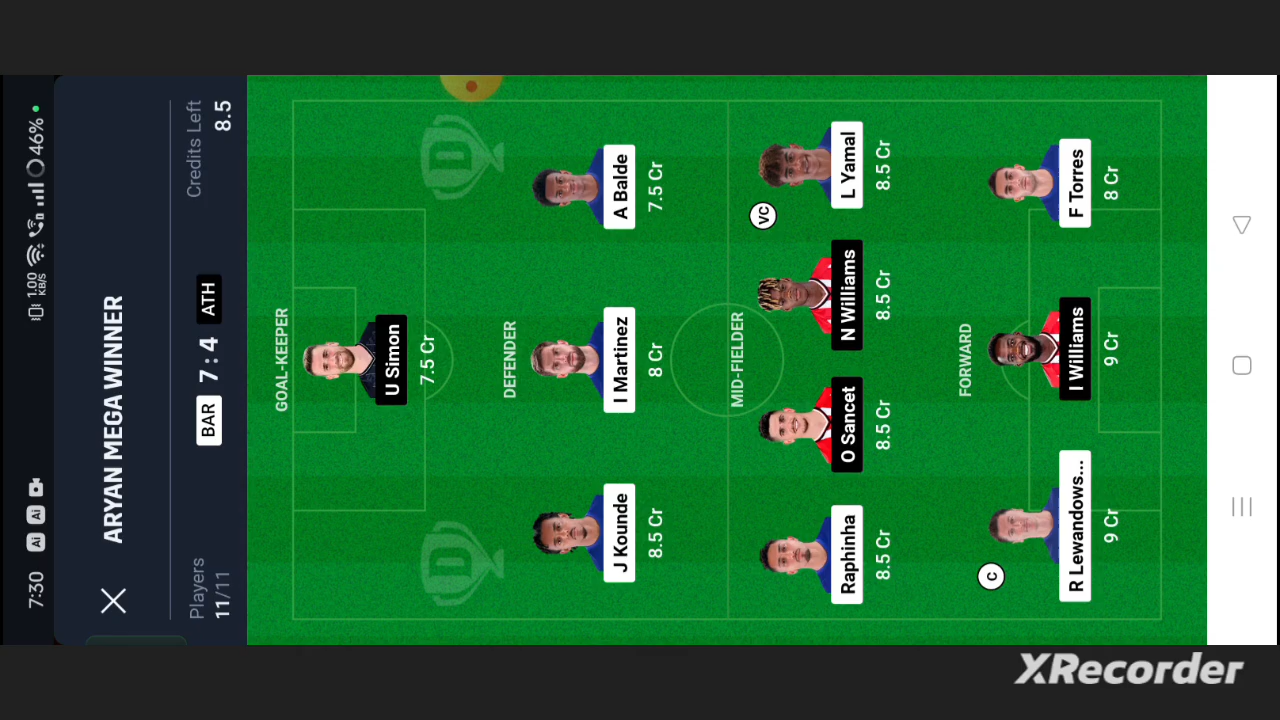 7:30
1.00
KB/S
46%
ARYAN MEGA WINNER
Players
11/11
BAR
7 : 4
ATH
Credits Left
8.5
GOAL-KEEPER
U Simon
7.5 Cr
DEFENDER
J Kounde
8.5 Cr
I Martinez
8 Cr
A Balde
7.5 Cr
MID-FIELDER
Raphinha
8.5 Cr
O Sancet
8.5 Cr
N Williams
8.5 Cr
VC
L Yamal
8.5 Cr
FORWARD
C
R Lewandows...
9 Cr
I Williams
9 Cr
F Torres
8 Cr
XRecorder